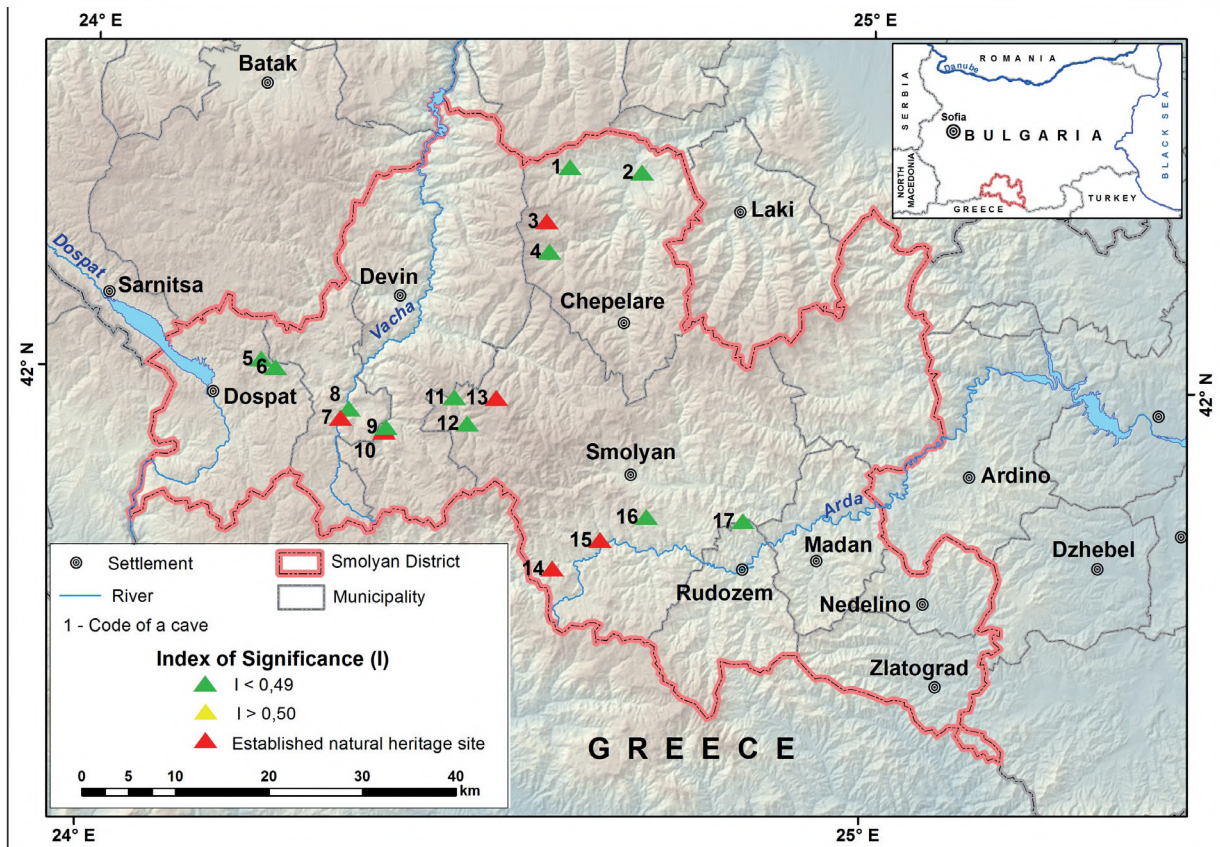 24° E
25° E
Batak
ROMANIA
Danube
SERBIA
Sofia
BULGARIA
BLACK SEA
NORTH
MACEDONIA
GREECE
TURKEY
1
2
Laki
3
4
Dospat
Sarnitsa
Devin
Vacha
Chepelare
42° N
42° N
5
6
Dospat
8
7
9
10
11
13
12
Smolyan
Ardino
16
17
Arda
15
14
Madan
Dzhebel
Rudozem
Nedelino
Zlatograd
GREECE
Settlement
Smolyan District
River
Municipality
1 - Code of a cave
Index of Significance (I)
I < 0,49
I > 0,50
Established natural heritage site
0 5 10 20 30 40
km
24° E
25° E